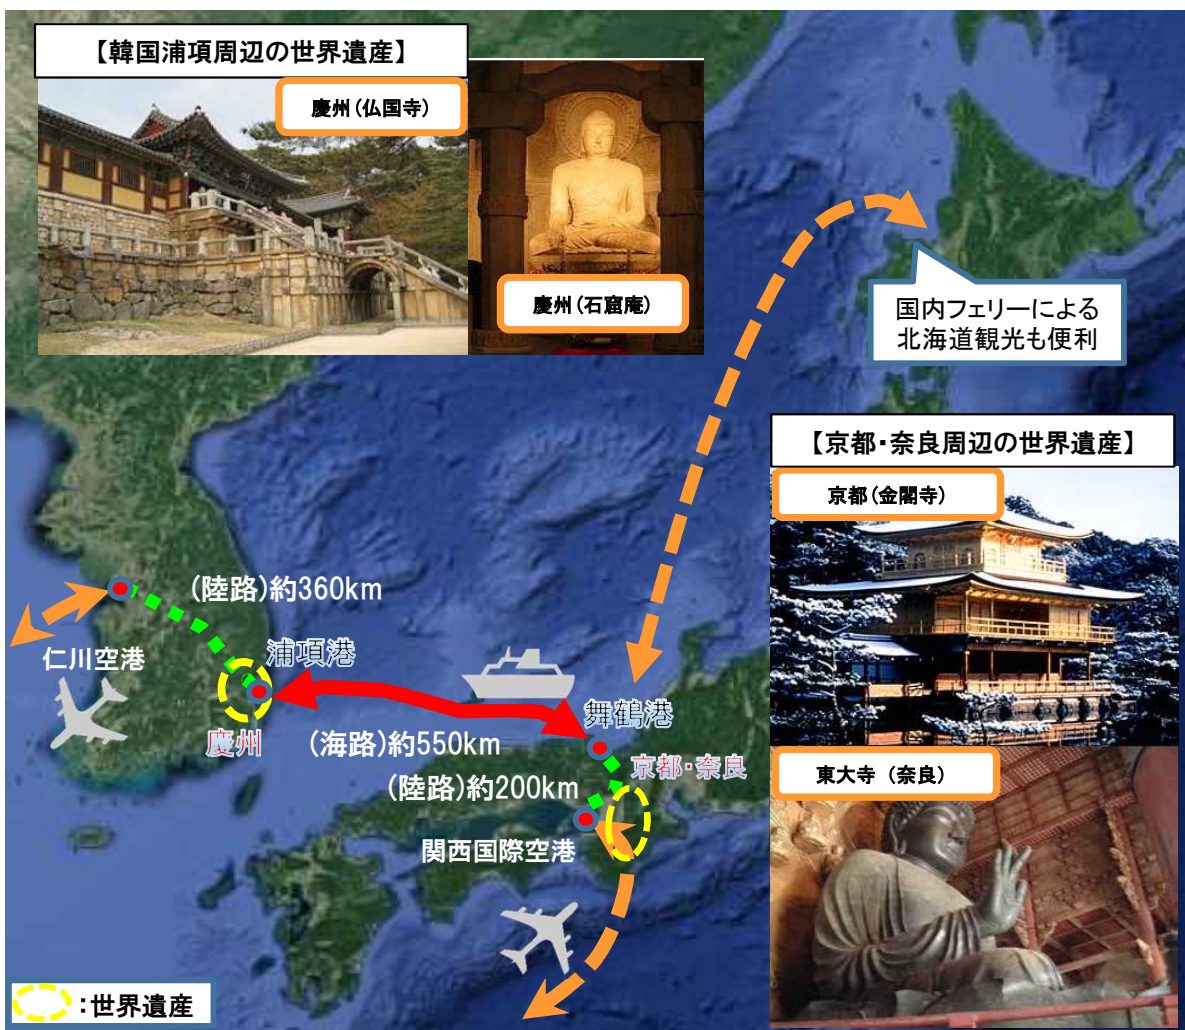 【韓国浦項周辺の世界遺産】
慶州(仏国寺)
慶州(石窟庵)
国内フェリーによる
北海道観光も便利
【京都・奈良周辺の世界遺産】
京都(金閣寺)
(陸路)約360km
浦項港
仁川空港
舞鶴港
慶州
(海路)約550km
京都・奈良
東大寺 (奈良)
(陸路)約200km
関西国際空港
:世界遺産